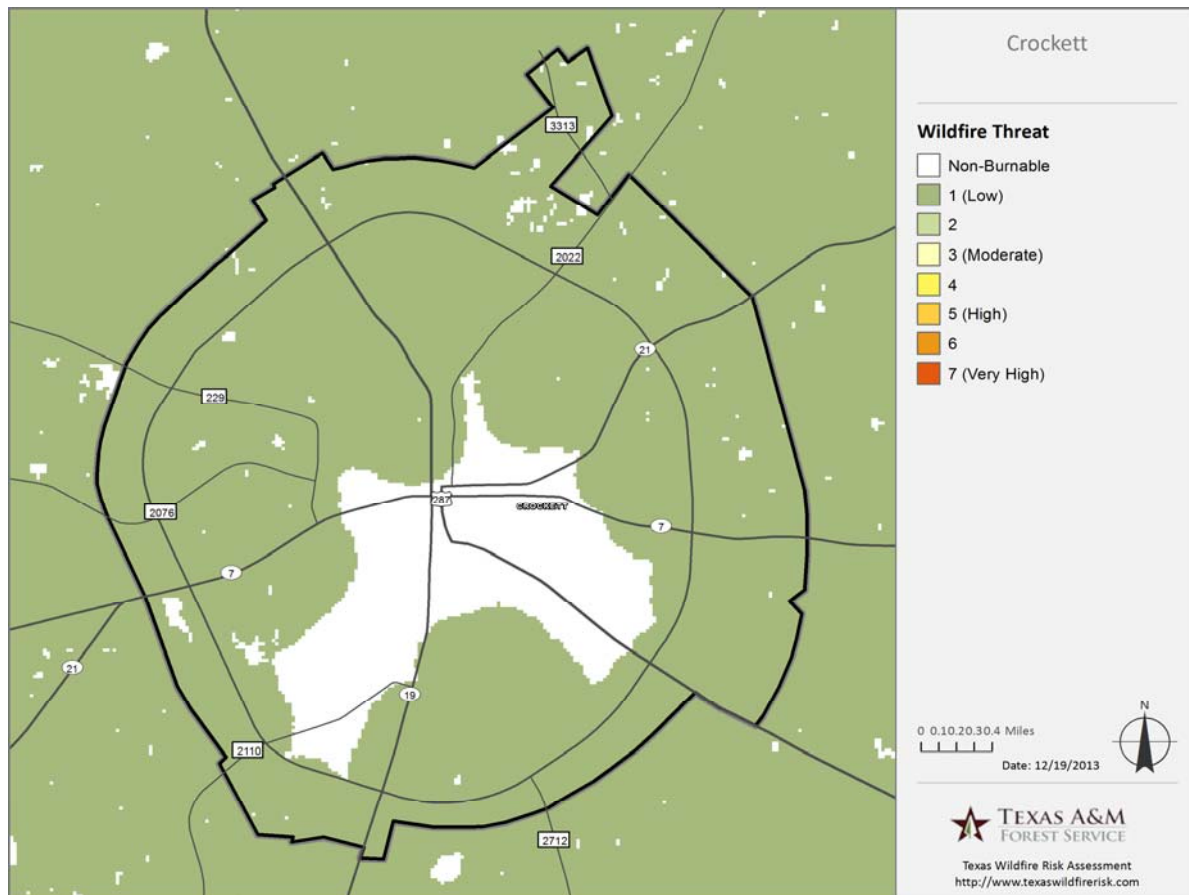 Crockett
Wildfire Threat
Non-Burnable
1 (Low)
2
3 (Moderate)
4
5 (High)
6
7 (Very High)
3313
2022
21
229
287
CROCKETT
2076
7
7
21
19
2110
2712
N
0 0.10.20.30.4 Miles
Date: 12/19/2013
TEXAS A&M
FOREST SERVICE
Texas Wildfire Risk Assessment
http://www.texaswildfirerisk.com